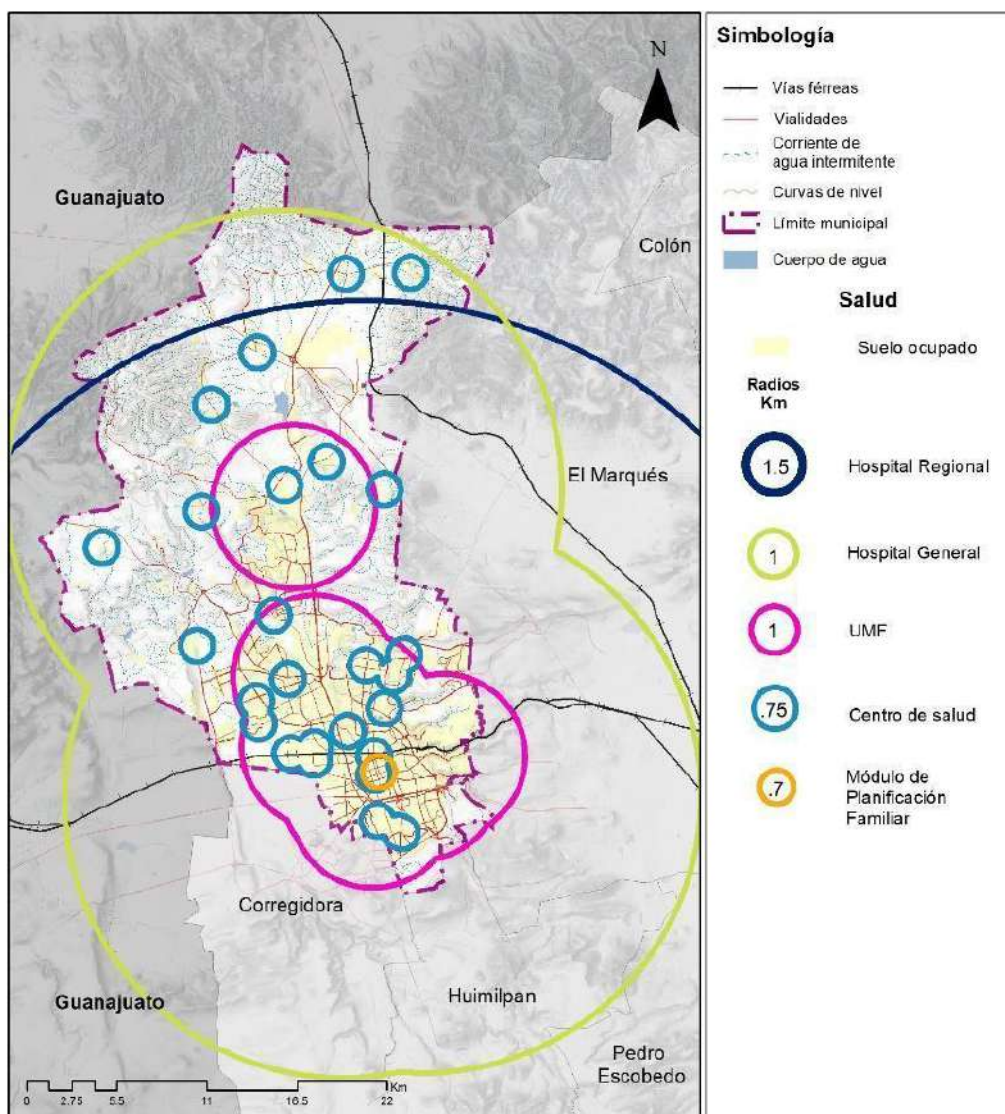 Guanajuato
Colón
El Marqués
Corregidora
Guanajuato
Huimilpan
Pedro
Escobedo
N
Km
0 2.75 5.5 11 16.5 22
Simbología
Vías férreas
Vialidades
Corriente de
agua intermitente
Curvas de nivel
Límite municipal
Cuerpo de agua
Salud
Suelo ocupado
Radios
Km
1.5 Hospital Regional
1 Hospital General
1 UMF
.75 Centro de salud
.7 Módulo de
Planificación
Familiar